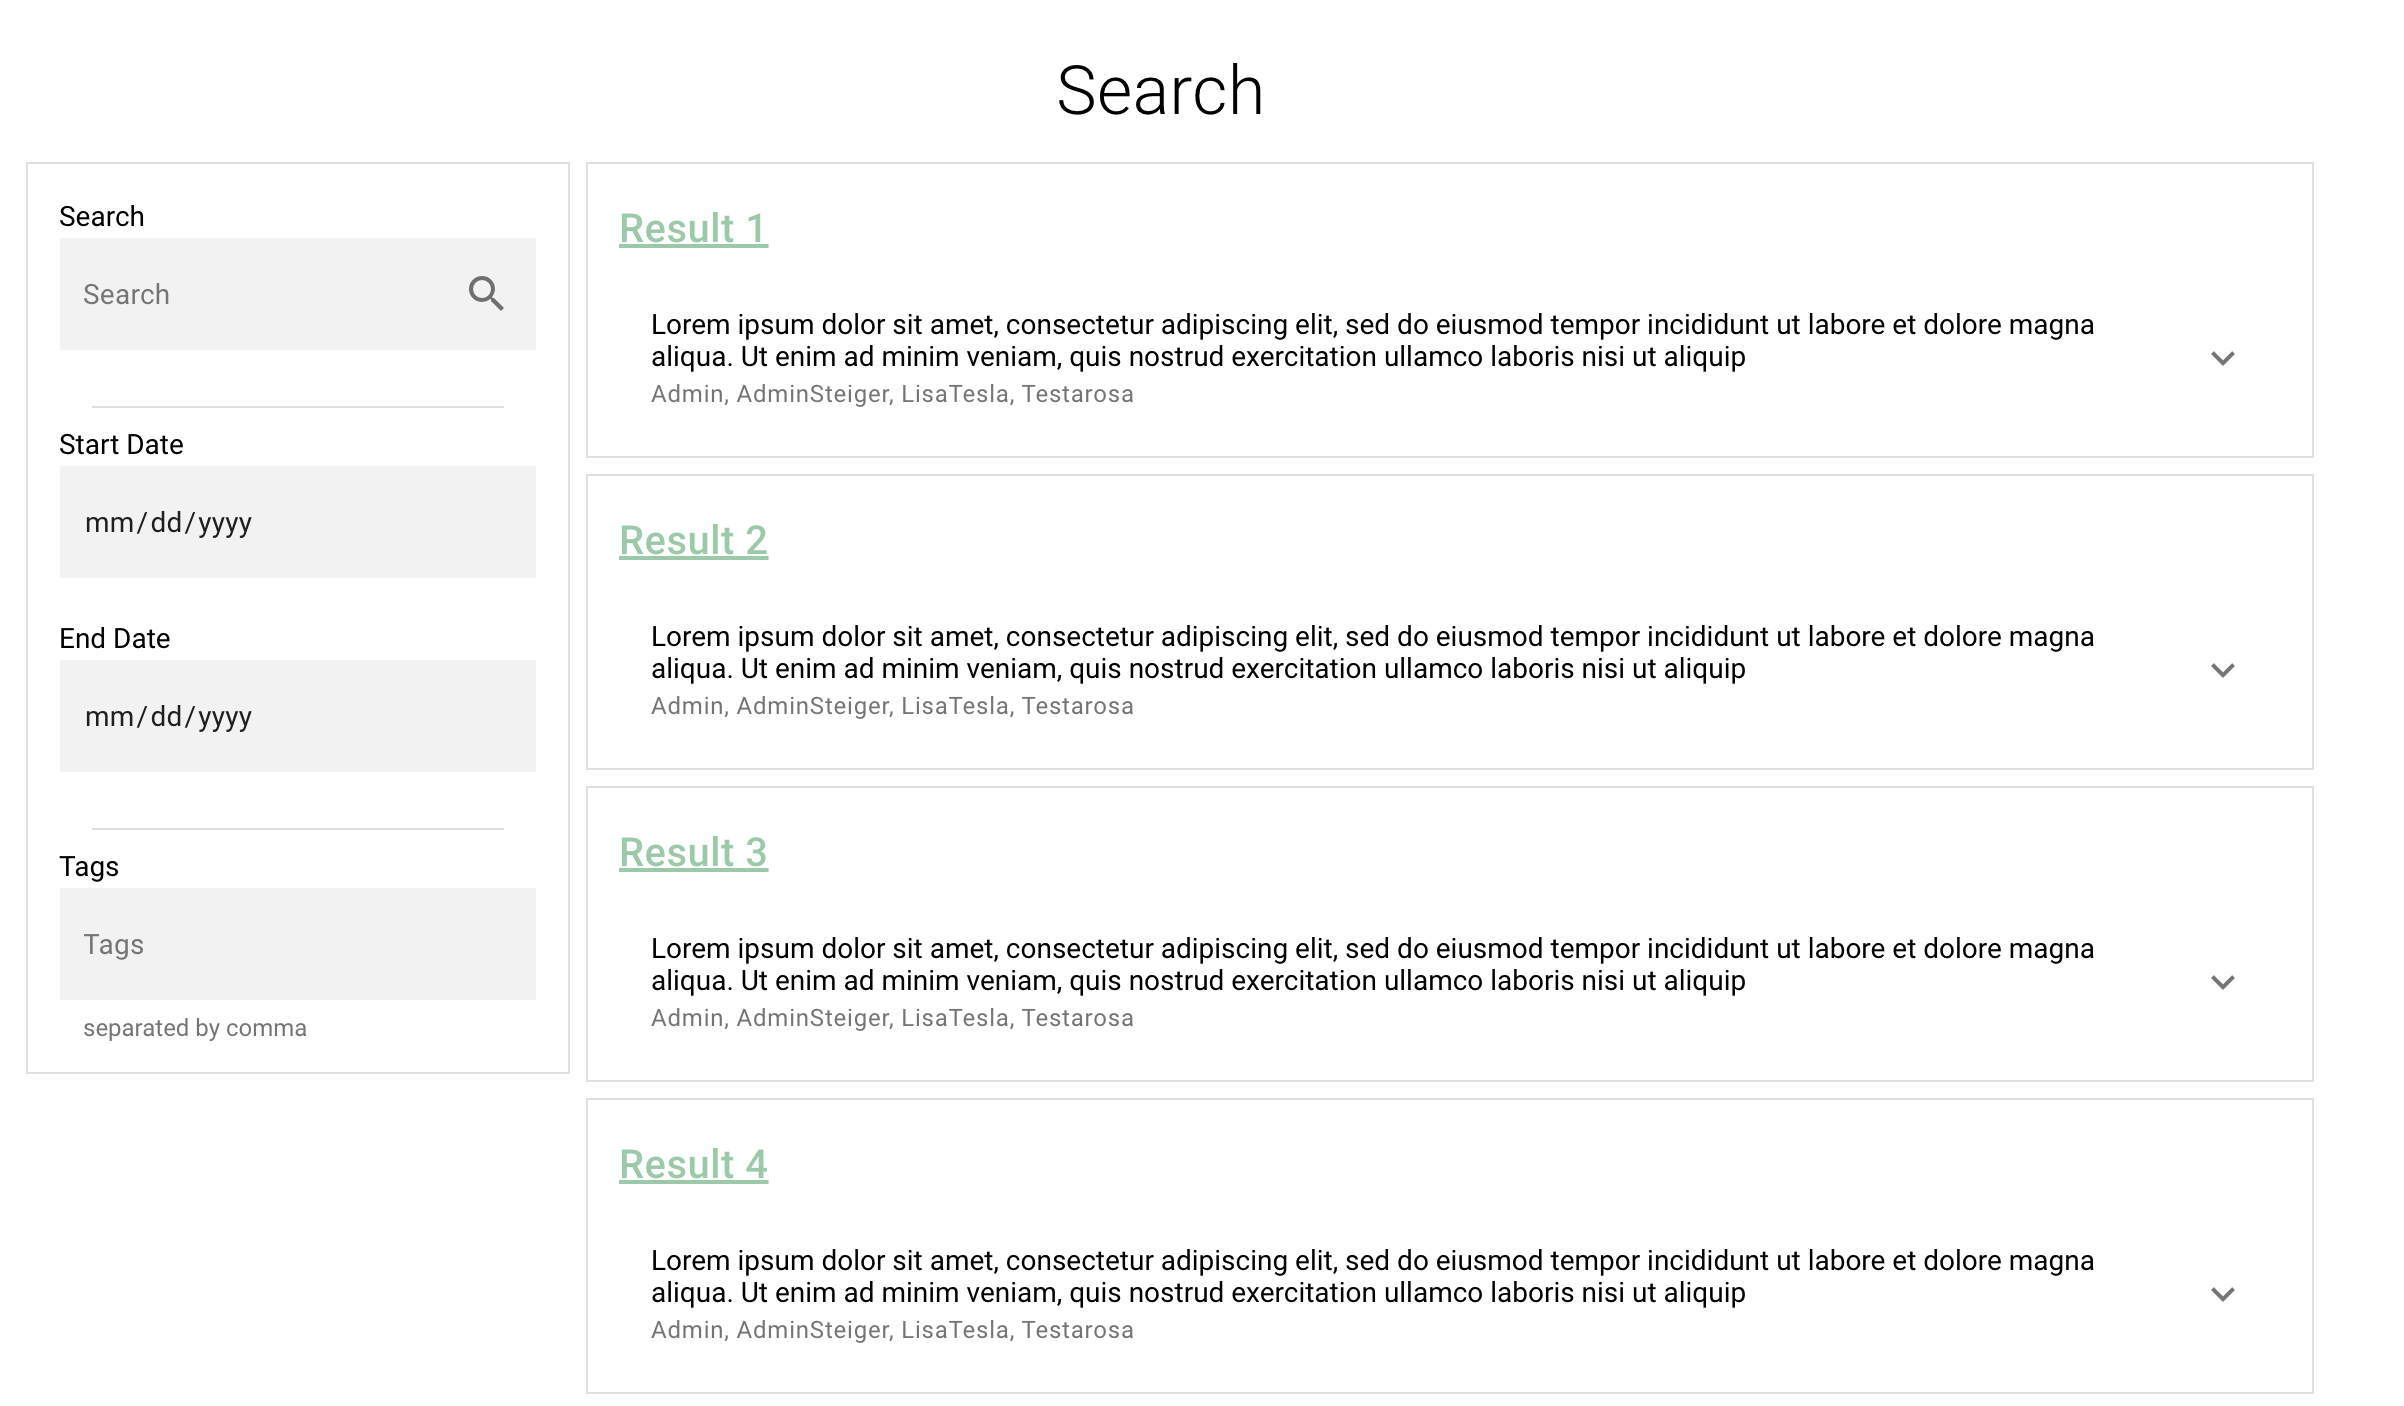 Search
Search
Search
Start Date
mm/dd/yyyy
End Date
mm/dd/yyyy
Tags
Tags
separated by comma
Result 1
Lorem ipsum dolor sit amet, consectetur adipiscing elit, sed do eiusmod tempor incididunt ut labore et dolore magna
aliqua. Ut enim ad minim veniam, quis nostrud exercitation ullamco laboris nisi ut aliquip
Admin, AdminSteiger, LisaTesla, Testarosa
Result 2
Lorem ipsum dolor sit amet, consectetur adipiscing elit, sed do eiusmod tempor incididunt ut labore et dolore magna
aliqua. Ut enim ad minim veniam, quis nostrud exercitation ullamco laboris nisi ut aliquip
Admin, AdminSteiger, LisaTesla, Testarosa
Result 3
Lorem ipsum dolor sit amet, consectetur adipiscing elit, sed do eiusmod tempor incididunt ut labore et dolore magna
aliqua. Ut enim ad minim veniam, quis nostrud exercitation ullamco laboris nisi ut aliquip
Admin, AdminSteiger, LisaTesla, Testarosa
Result 4
Lorem ipsum dolor sit amet, consectetur adipiscing elit, sed do eiusmod tempor incididunt ut labore et dolore magna
aliqua. Ut enim ad minim veniam, quis nostrud exercitation ullamco laboris nisi ut aliquip
Admin, AdminSteiger, LisaTesla, Testarosa